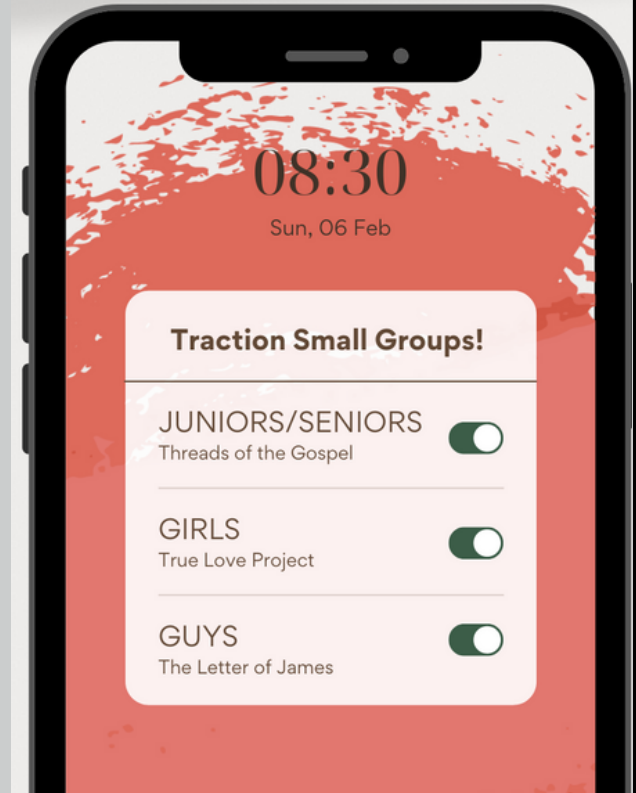 08:30
Sun, 06 Feb
Traction Small Groups!
JUNIORS/SENIORS
Threads of the Gospel
GIRLS
True Love Project
GUYS
The Letter of James